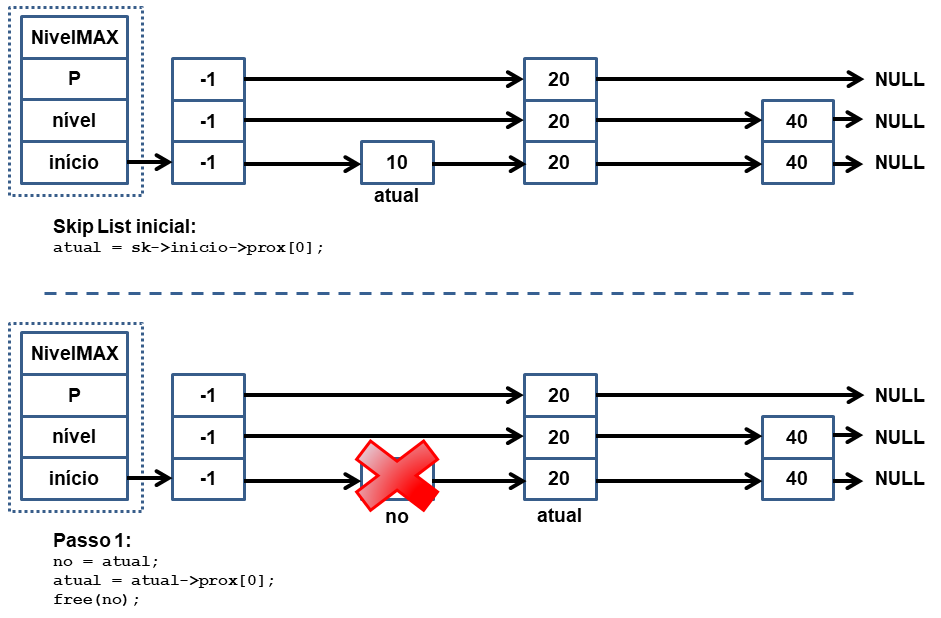 NivelMAX
P
nível
início
-1 20 NULL
-1 20 40 NULL
-1 10 20 40 NULL
atual
Skip List inicial:
atual = sk->inicio->prox[0];
NivelMAX
P
nível
início
-1 20 NULL
-1 20 40 NULL
-1 20 40 NULL
no atual
Passo 1:
no = atual;
atual = atual->prox[0];
free(no);